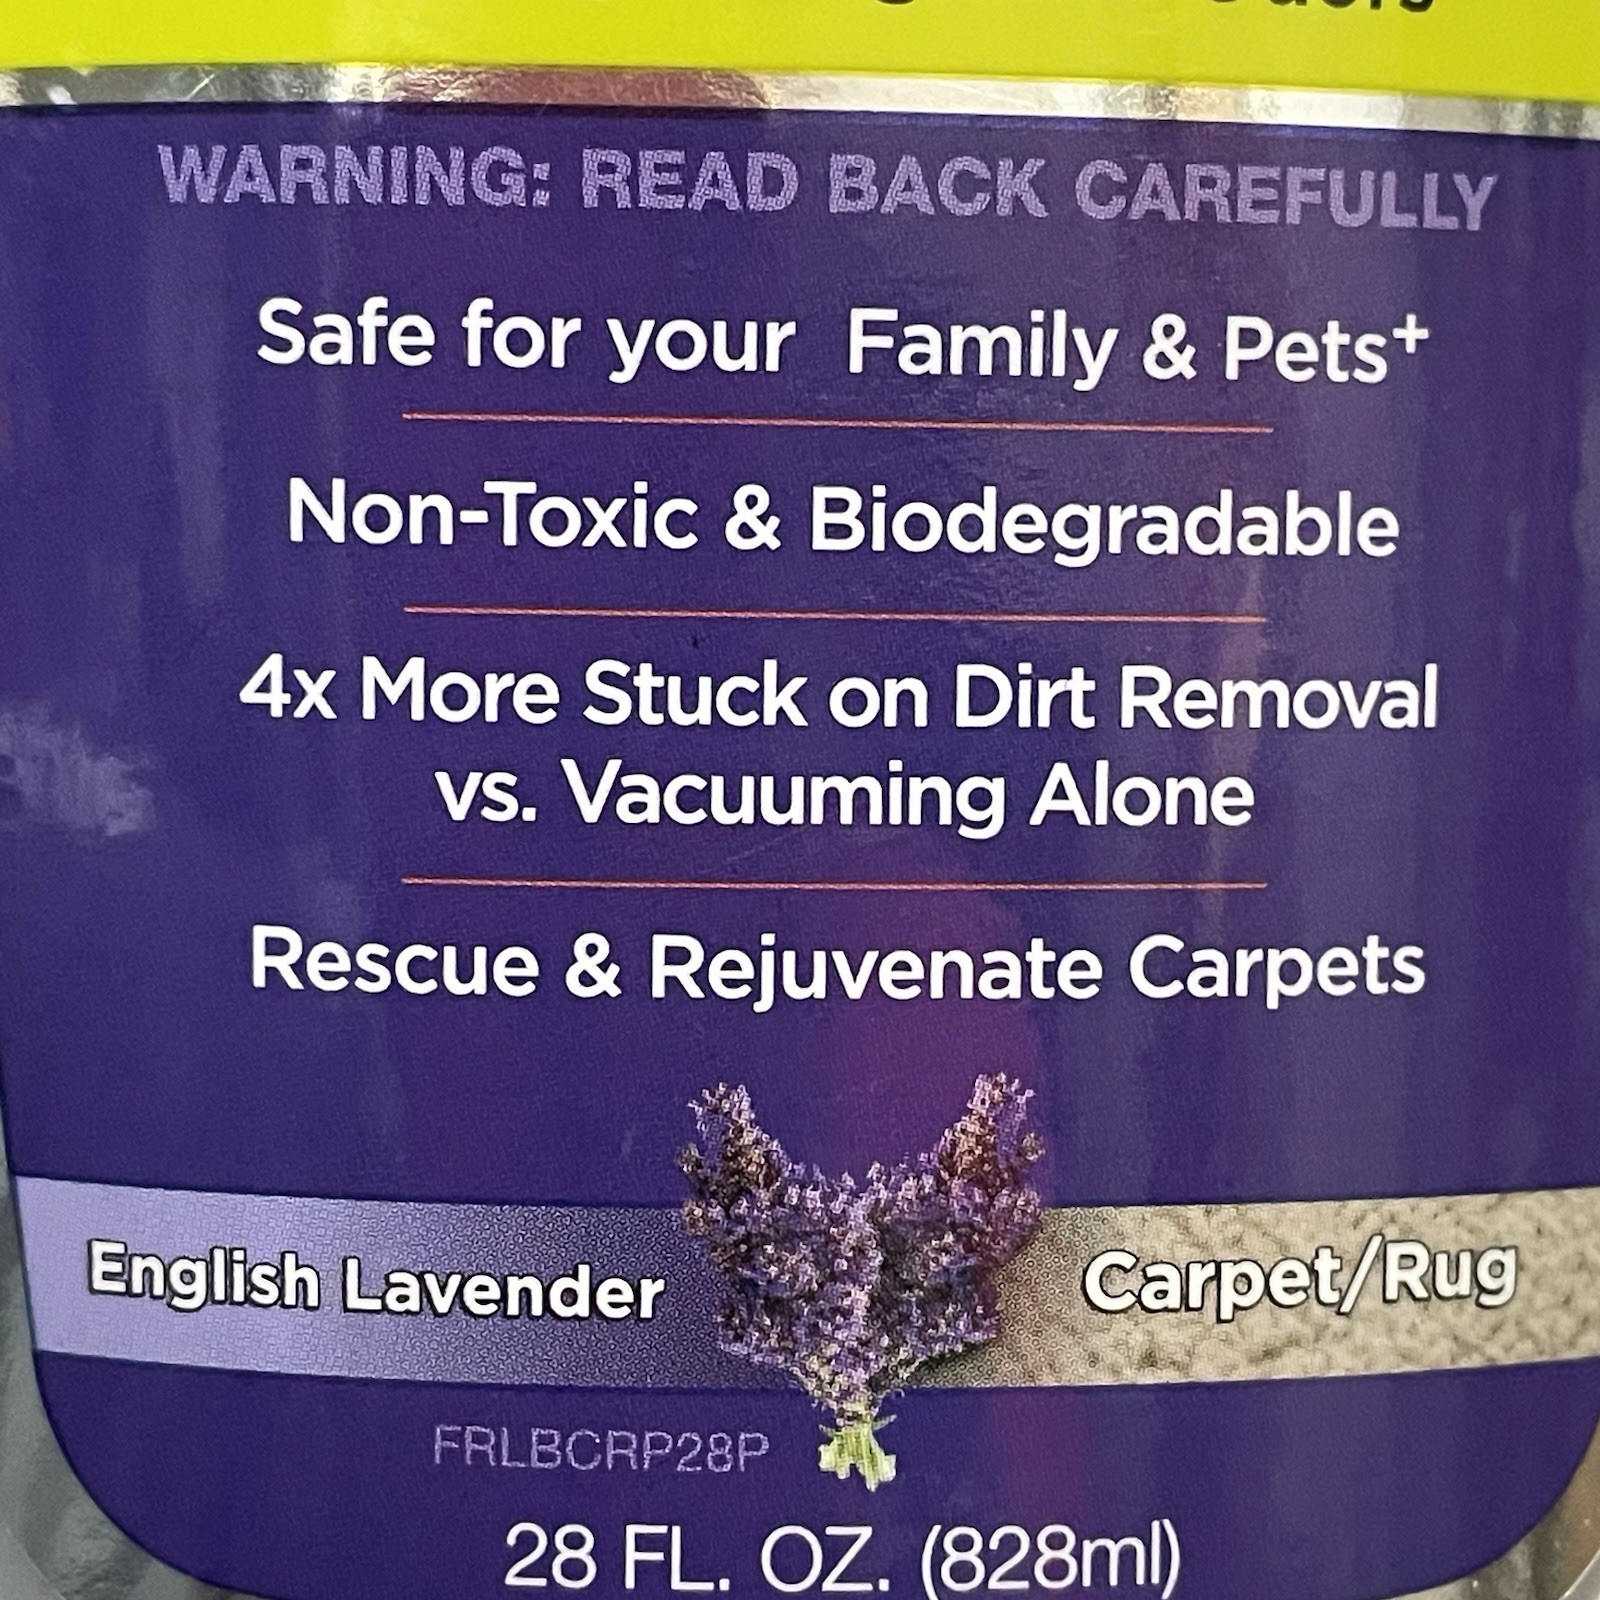 WARNING: READ BACK CAREFULLY
Safe for your Family & Pets+
Non-Toxic & Biodegradable
4x More Stuck on Dirt Removal
vs. Vacuuming Alone
Rescue & Rejuvenate Carpets
English Lavender
Carpet/Rug
FRLBCRP28P
28 FL. OZ. (828ml)